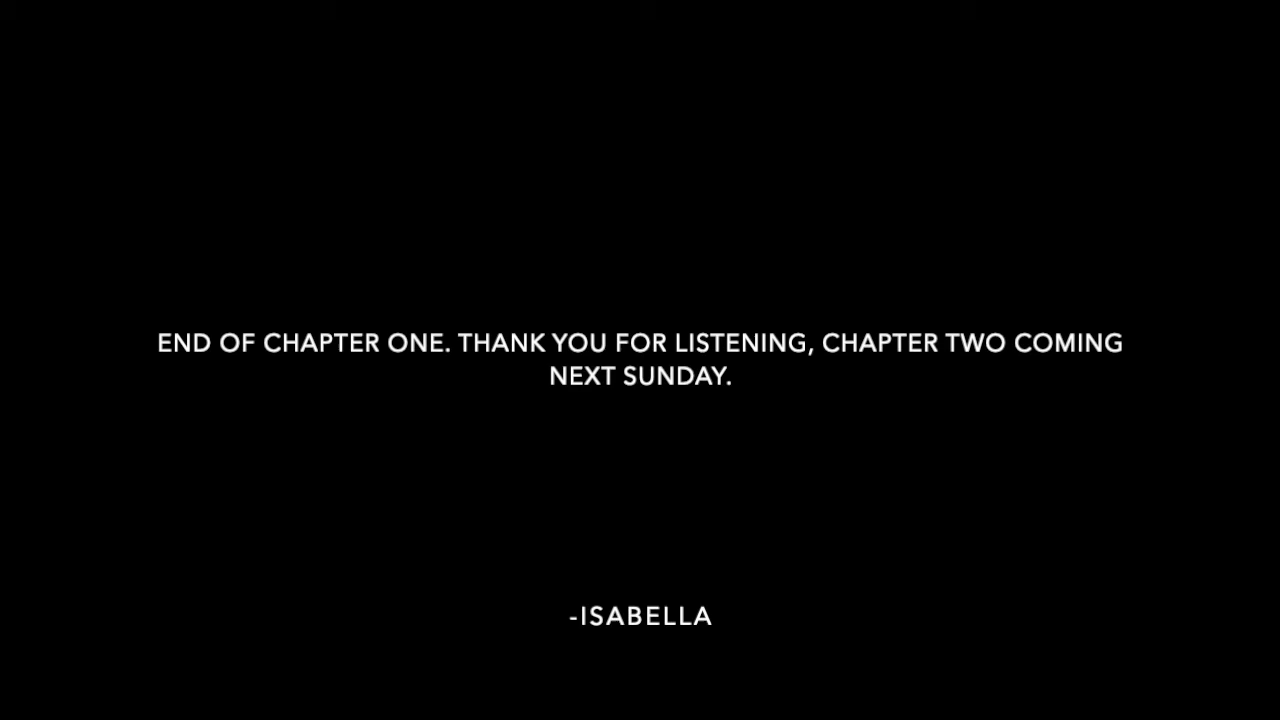 END OF CHAPTER ONE. THANK YOU FOR LISTENING, CHAPTER TWO COMING
NEXT SUNDAY.
-ISABELLA